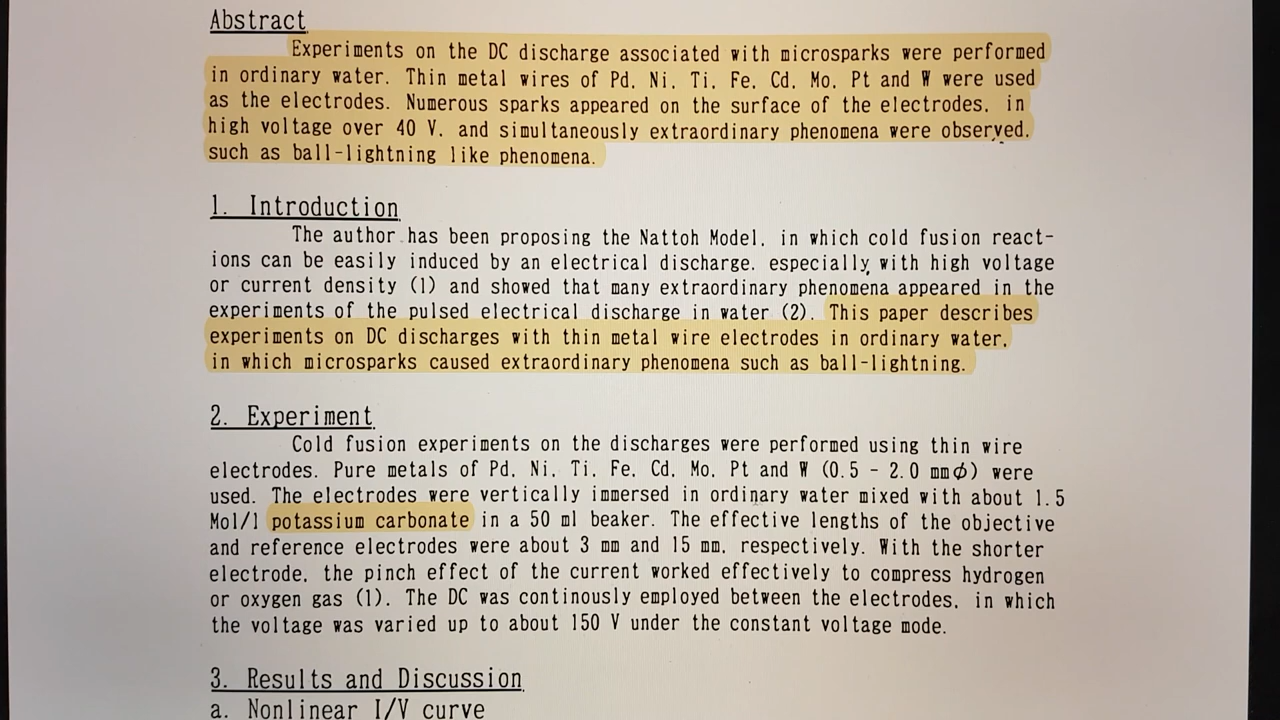 Abstract
Experiments on the DC discharge associated with microsparks were performed
in ordinary water. Thin metal wires of Pd, Ni, Ti, Fe, Cd, Mo, Pt and W were used
as the electrodes. Numerous sparks appeared on the surface of the electrodes, in
high voltage over 40 V, and simultaneously extraordinary phenomena were observed,
such as ball-lightning like phenomena.
1. Introduction
The author has been proposing the Nattoh Model, in which cold fusion react-
ions can be easily induced by an electrical discharge, especially with high voltage
or current density (1) and showed that many extraordinary phenomena appeared in the
experiments of the pulsed electrical discharge in water (2). This paper describes
experiments on DC discharges with thin metal wire electrodes in ordinary water,
in which microsparks caused extraordinary phenomena such as ball-lightning.
2. Experiment
Cold fusion experiments on the discharges were performed using thin wire
electrodes. Pure metals of Pd, Ni, Ti, Fe, Cd, Mo, Pt and W (0.5 - 2.0 mmϕ) were
used. The electrodes were vertically immersed in ordinary water mixed with about 1.5
Mol/l potassium carbonate in a 50 ml beaker. The effective lengths of the objective
and reference electrodes were about 3 mm and 15 mm, respectively. With the shorter
electrode, the pinch effect of the current worked effectively to compress hydrogen
or oxygen gas (1). The DC was continously employed between the electrodes, in which
the voltage was varied up to about 150 V under the constant voltage mode.
3. Results and Discussion
a. Nonlinear I/V curve